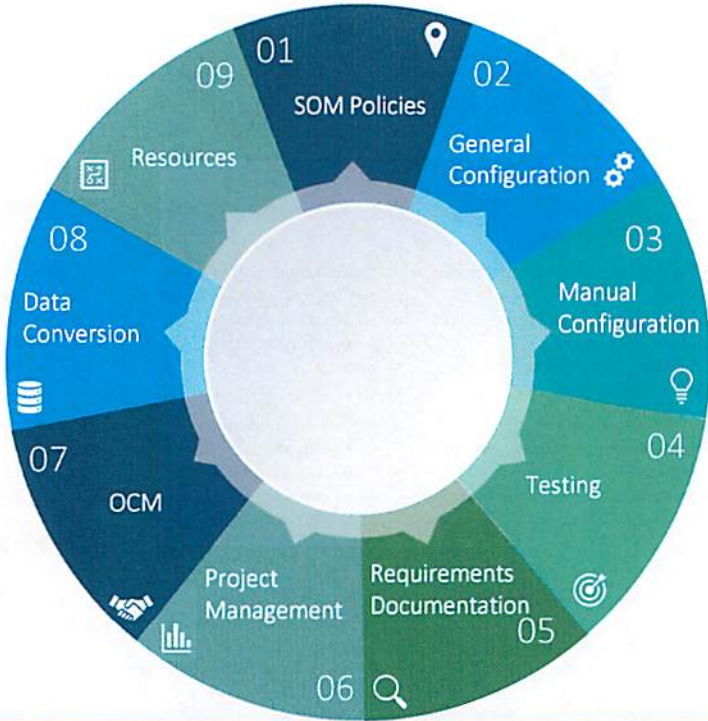 01
SOM Policies
02
General
Configuration
03
Manual
Configuration
04
Testing
Requirements
Documentation
05
Project
Management
06
07
OCM
08
Data
Conversion
09
Resources